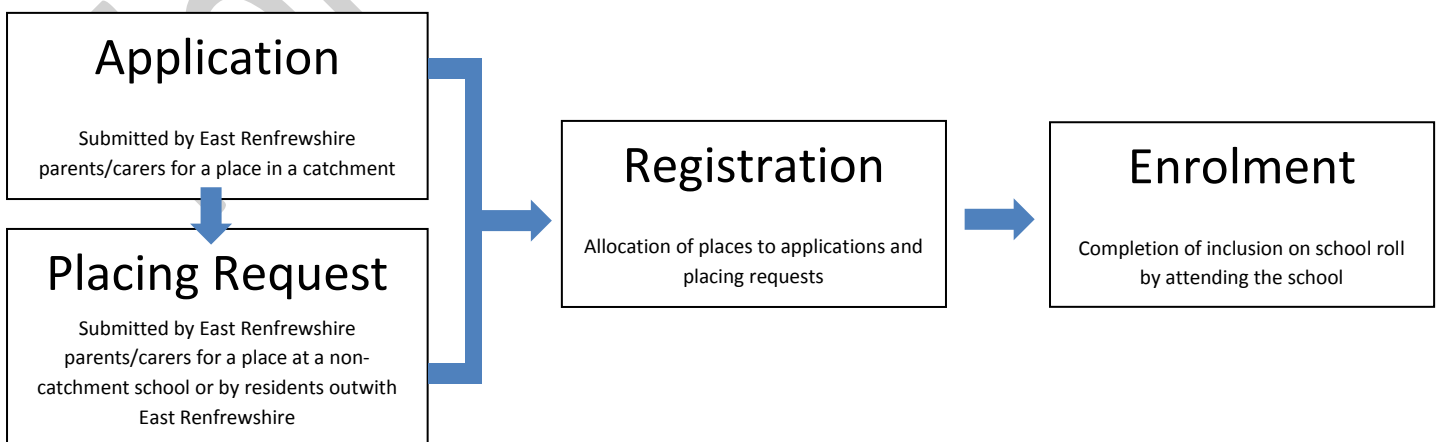 Application
Submitted by East Renfrewshire
parents/carers for a place in a catchment
Placing Request
Submitted by East Renfrewshire
parents/carers for a place at a non-
catchment school or by residents outwith
East Renfrewshire
Registration
Allocation of places to applications and
placing requests
Enrolment
Completion of inclusion on school roll
by attending the school